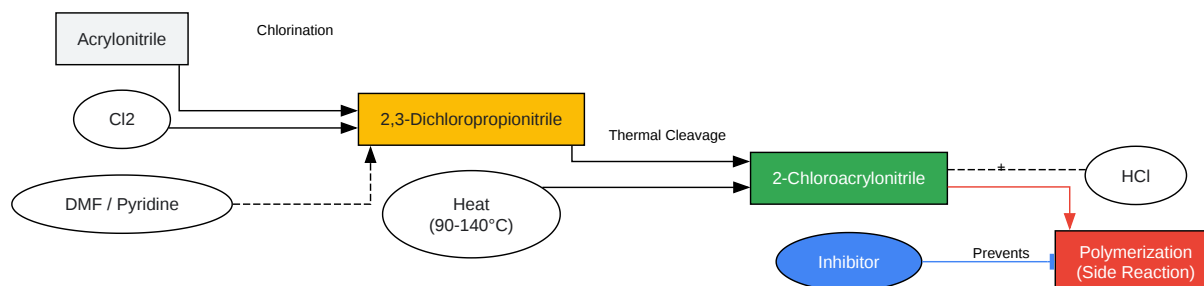 Acrylonitrile
Chlorination
Cl2
2,3-Dichloropropionitrile
DMF / Pyridine
Thermal Cleavage
Heat
(90-140°C)
2-Chloroacrylonitrile
+
HCl
Inhibitor
Prevents
Polymerization
(Side Reaction)